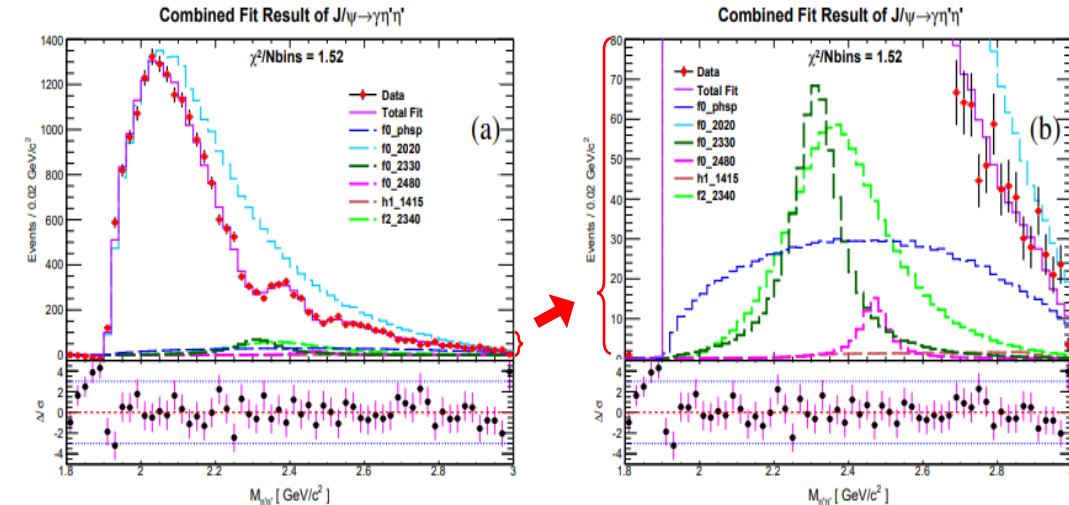 Combined Fit Result of J/ψ→γη'η'
1400
1200
1000
800
600
400
200
0
Events / 0.02 GeV/c²
χ²/Nbins = 1.52
Data
Total Fit
f0_phsp
f0_2020
f0_2330
f0_2480
h1_1415
f2_2340
(a)
4
2
0
-2
-4
Δ/σ
1.8
2
2.2
2.4
2.6
2.8
3
M_η'η' [ GeV/c² ]
Combined Fit Result of J/ψ→γη'η'
80
70
60
50
40
30
20
10
0
Events / 0.02 GeV/c²
χ²/Nbins = 1.52
Data
Total Fit
f0_phsp
f0_2020
f0_2330
f0_2480
h1_1415
f2_2340
(b)
4
2
0
-2
-4
Δ/σ
1.8
2
2.2
2.4
2.6
2.8
M_η'η' [ GeV/c² ]